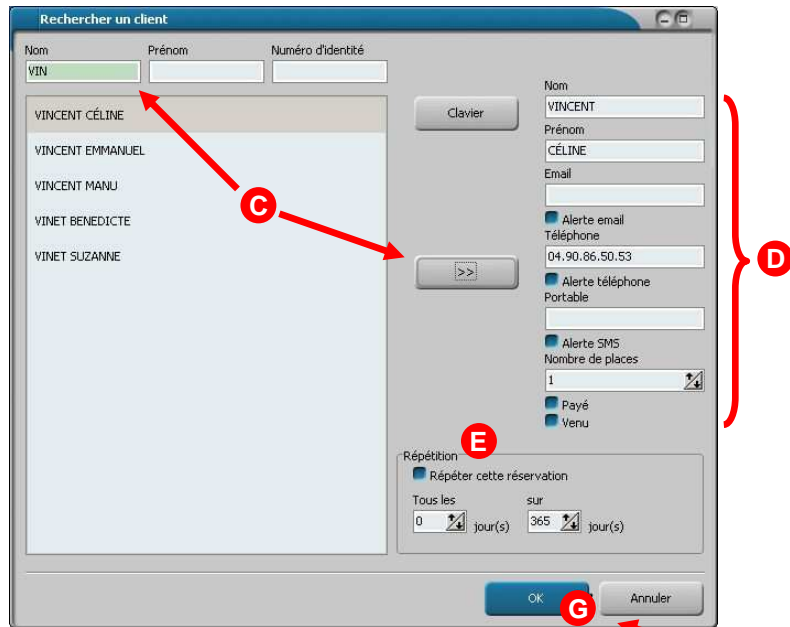 Rechercher un client
Nom Prénom Numéro d'identité
VIN
VINCENT CÉLINE
VINCENT EMMANUEL
VINCENT MANU
VINET BENEDICTE
VINET SUZANNE
C
Clavier
>>
Nom
VINCENT
Prénom
CÉLINE
Email
Alerte email
Téléphone
04.90.86.50.53
Alerte téléphone
Portable
Alerte SMS
Nombre de places
1
Payé
Venu
D
E
Répétition
Répéter cette réservation
Tous les sur
0 jour(s) 365 jour(s)
OK G Annuler